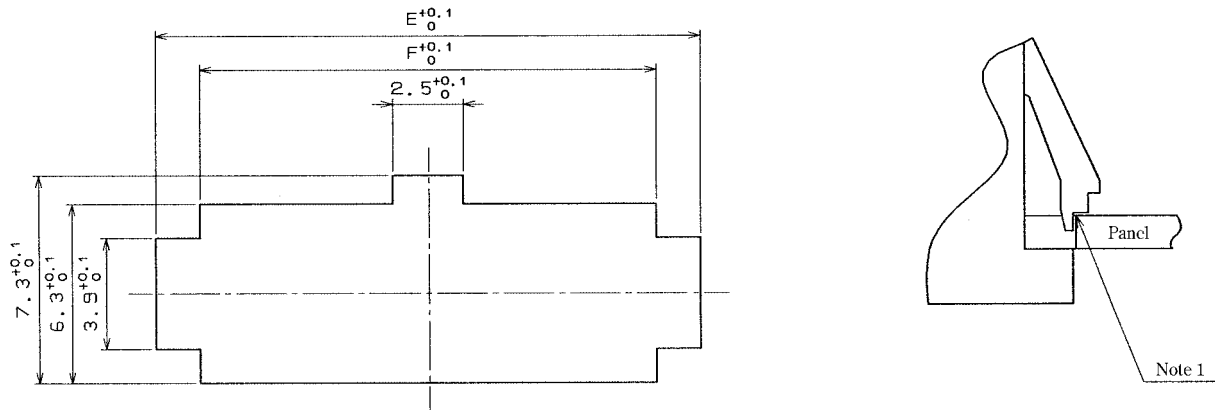 E +0.1 0
F +0.1 0
2.5 +0.1 0
7.3 +0.1 0
6.3 +0.1 0
3.9 +0.1 0
Panel
Note 1